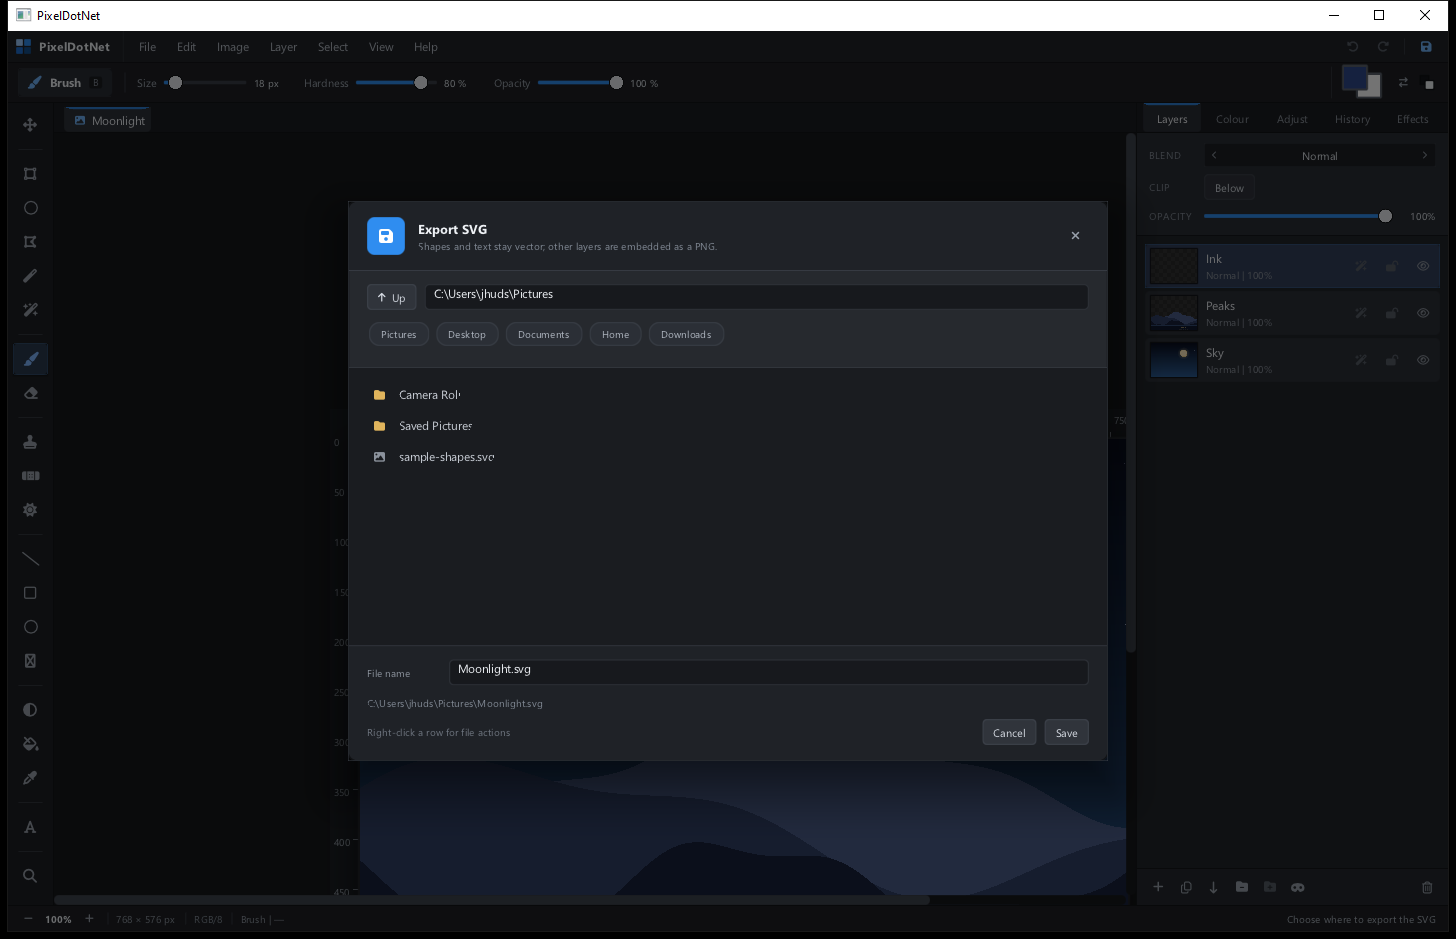 PixelDotNet
PixelDotNet File Edit Image Layer Select View Help
Brush B Size 18 px Hardness 80 % Opacity 100 %
Moonlight
Layers Colour Adjust History Effects
BLEND Normal
CLIP Below
OPACITY 100%
Ink
Normal | 100%
Peaks
Normal | 100%
Sky
Normal | 100%
Export SVG
Shapes and text stay vector; other layers are embedded as a PNG.
Up C:\Users\jhuds\Pictures
Pictures Desktop Documents Home Downloads
Camera Roll
Saved Pictures
sample-shapes.svg
File name Moonlight.svg
C:\Users\jhuds\Pictures\Moonlight.svg
Right-click a row for file actions Cancel Save
750
0
50
100
150
200
250
300
350
400
450
A
100% 768 × 576 px RGB/8 Brush | — Choose where to export the SVG